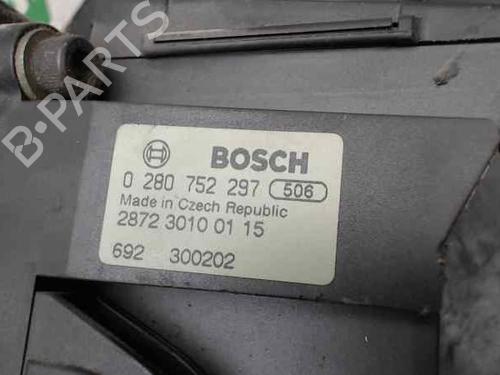 BOSCH
0 280 752 297 506
Made in Czech Republic
2872 3010 01 15
692 300202
B-PARTS